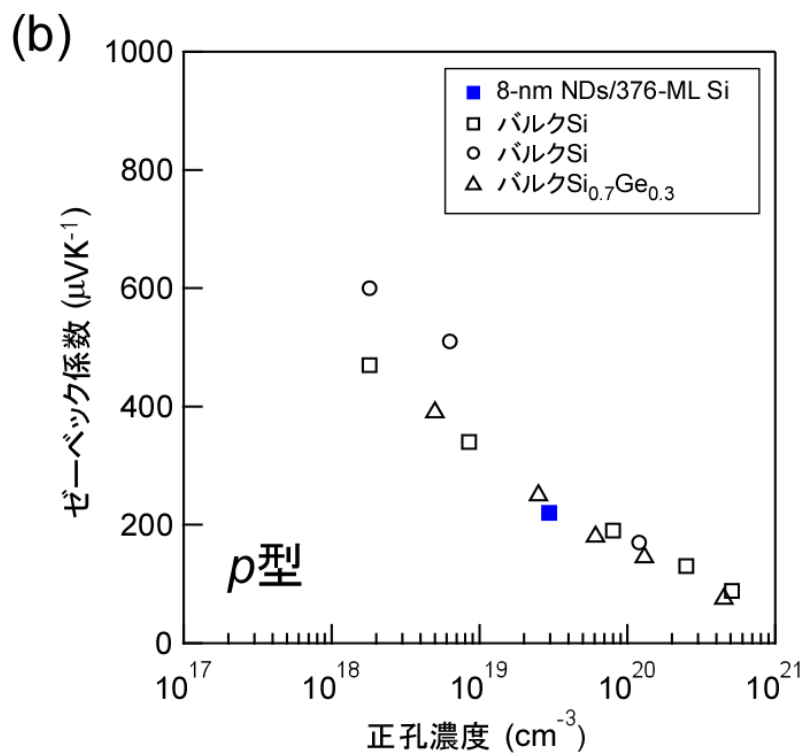 (b)
1000
800
600
400
200
0
ゼーベック係数 (μVK⁻¹)
8-nm NDs/376-ML Si
バルクSi
バルクSi
バルクSi₀.₇Ge₀.₃
p型
10¹⁷ 10¹⁸ 10¹⁹ 10²⁰ 10²¹
正孔濃度 (cm⁻³)